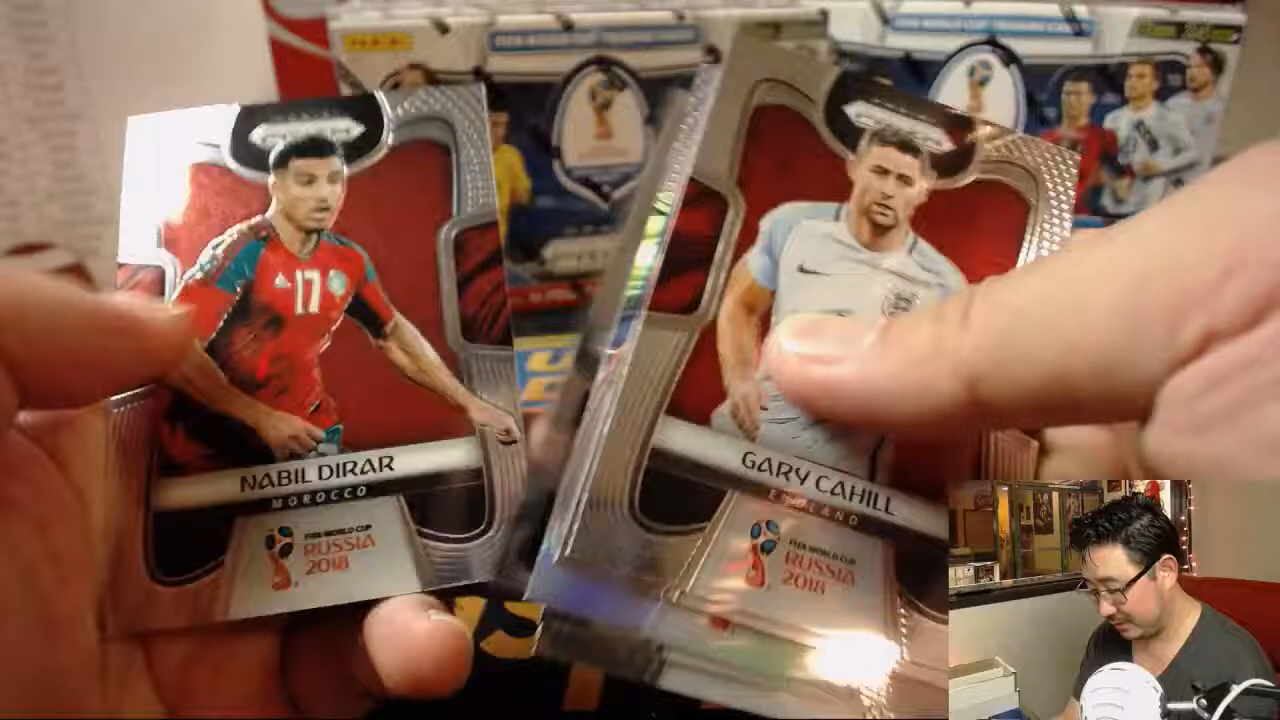 PANINI
17
NABIL DIRAR
MOROCCO
FIFA WORLD CUP
RUSSIA
2018
GARY CAHILL
ENGLAND
FIFA WORLD CUP
RUSSIA
2018